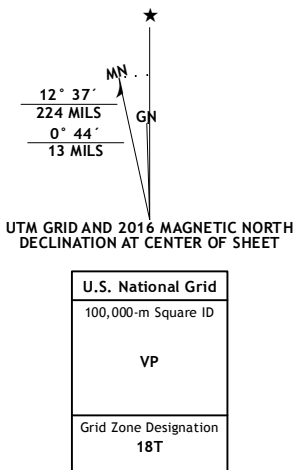 ★
MN
GN
12° 37´
224 MILS
0° 44´
13 MILS
UTM GRID AND 2016 MAGNETIC NORTH
DECLINATION AT CENTER OF SHEET
U.S. National Grid
100,000-m Square ID
VP
Grid Zone Designation
18T